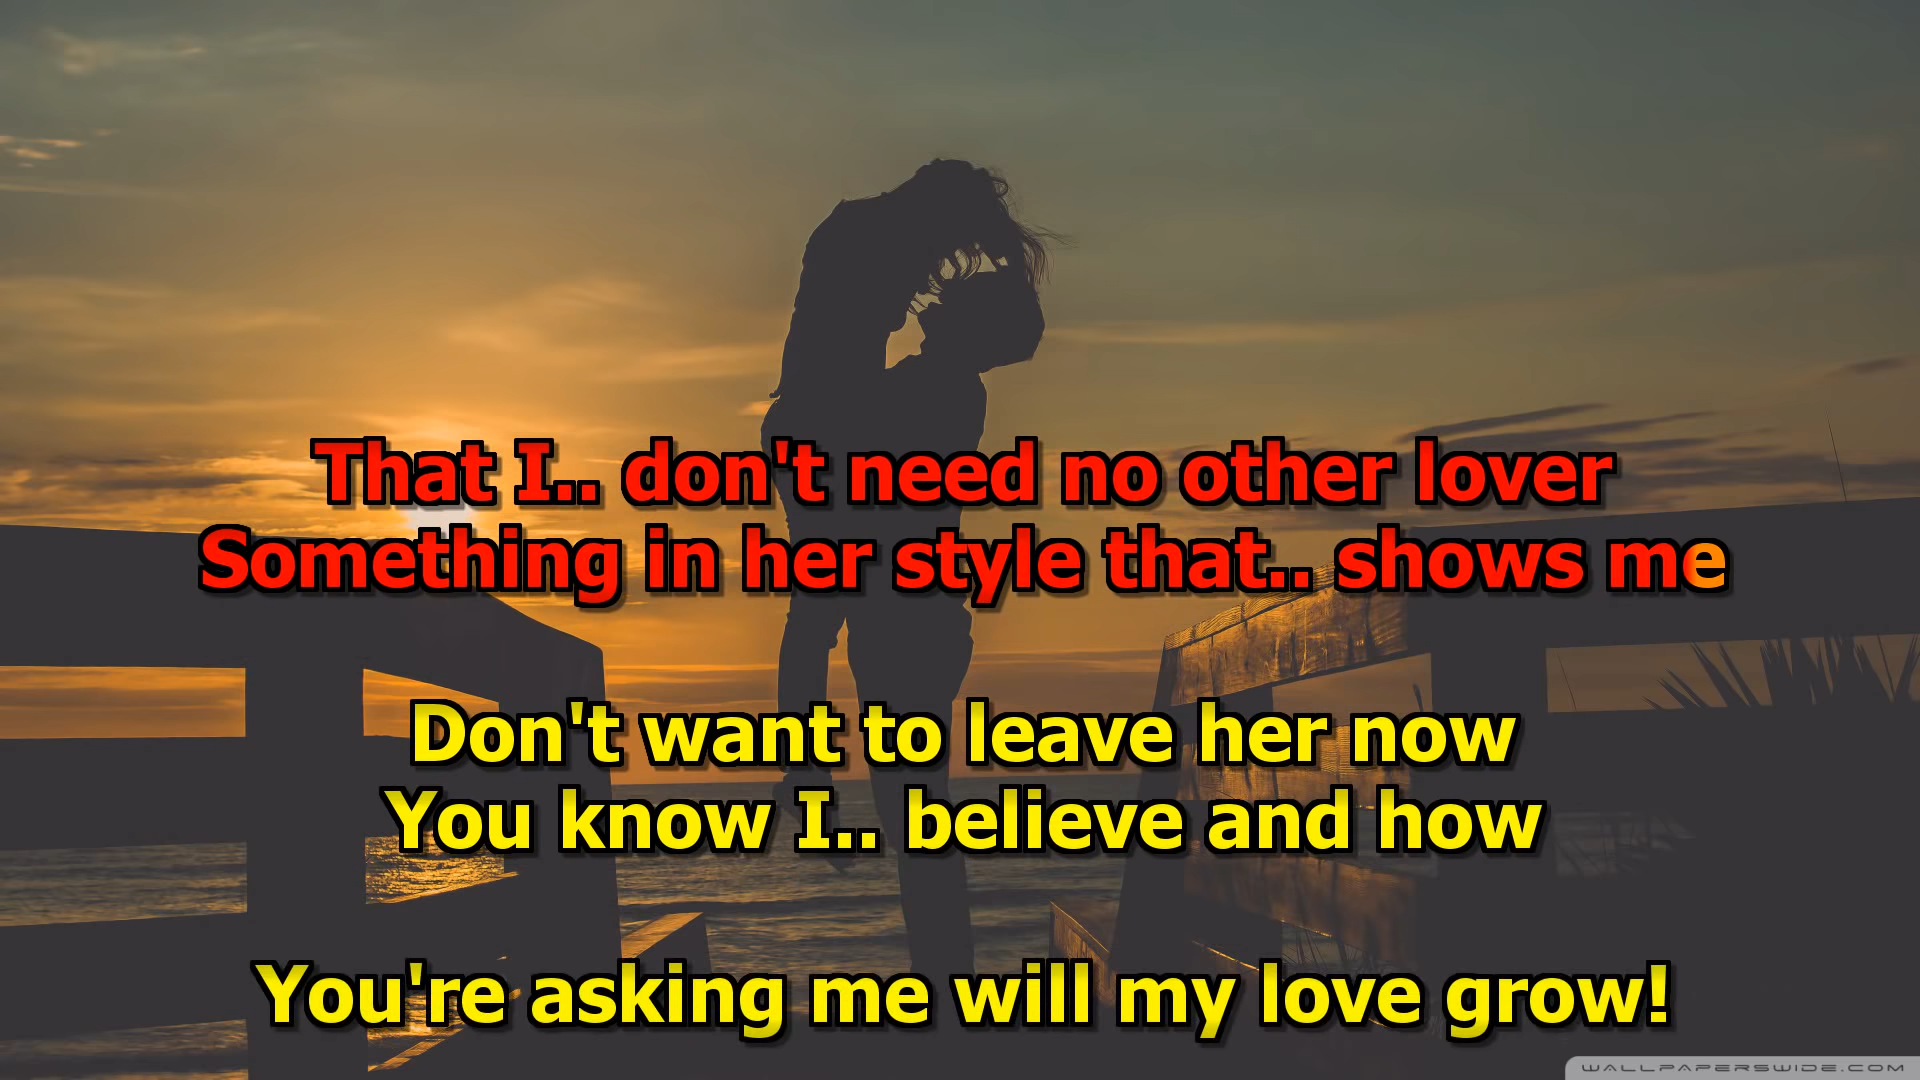 That I.. don't need no other lover
Something in her style that.. shows me
Don't want to leave her now
You know I.. believe and how
You're asking me will my love grow!
WALLPAPERSWIDE.COM